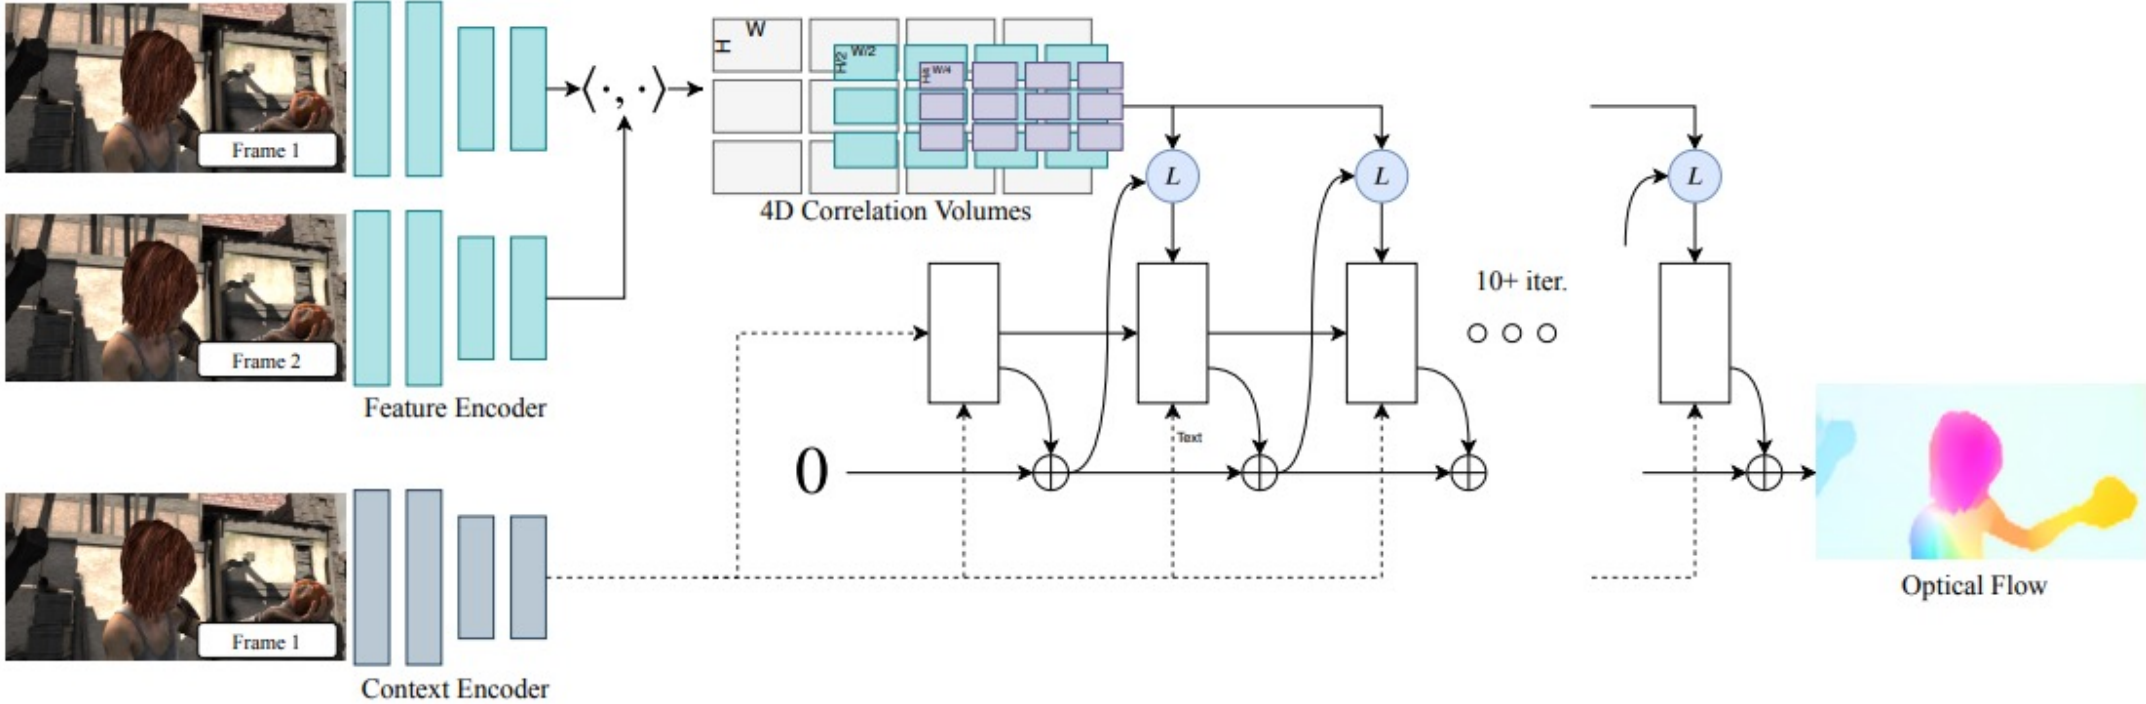 Frame 1
Frame 2
Feature Encoder
Frame 1
Context Encoder
⟨·, ·⟩
H
W
H/2
W/2
W/4
4D Correlation Volumes
L
L
L
10+ iter.
Text
0
Optical Flow